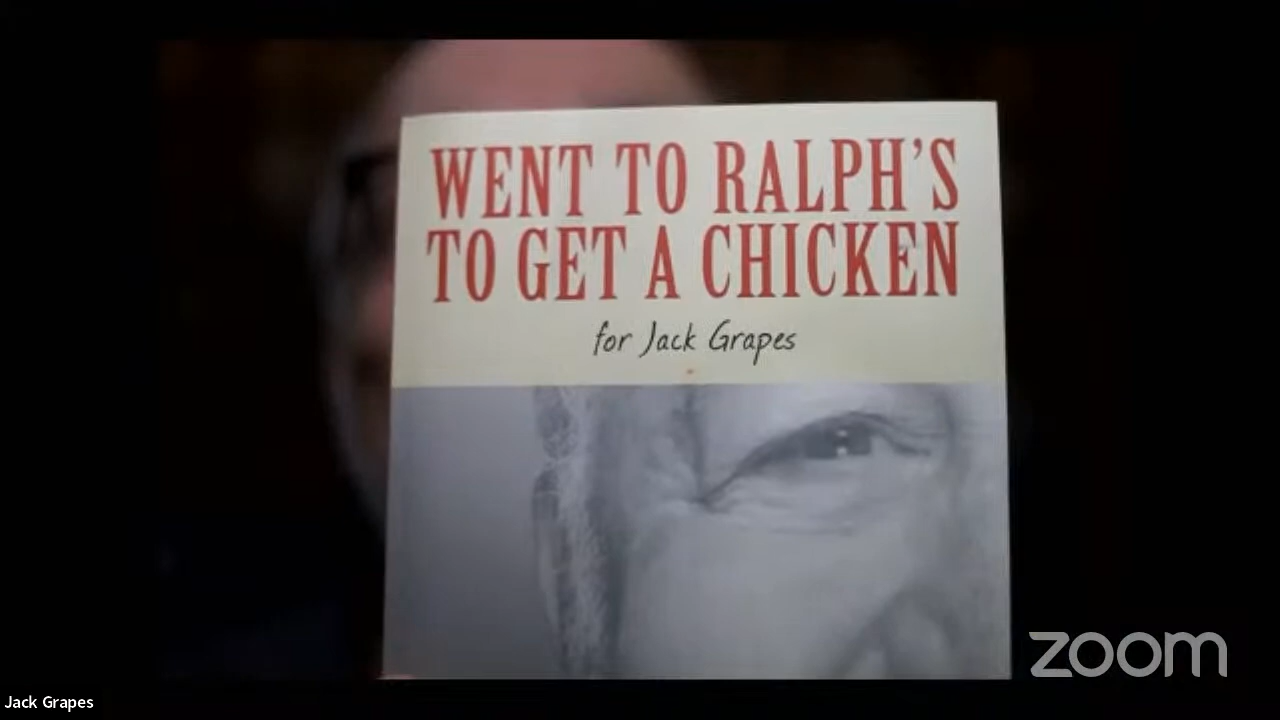 WENT TO RALPH'S
TO GET A CHICKEN
for Jack Grapes
zoom
Jack Grapes